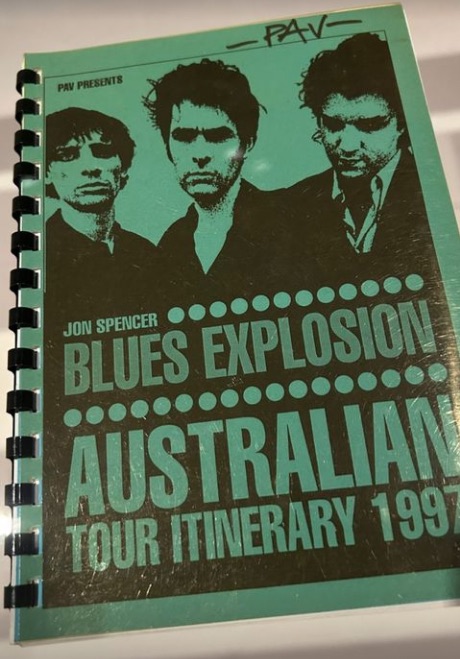 —PAV—
PAV PRESENTS
JON SPENCER
BLUES EXPLOSION
AUSTRALIAN
TOUR ITINERARY 1997